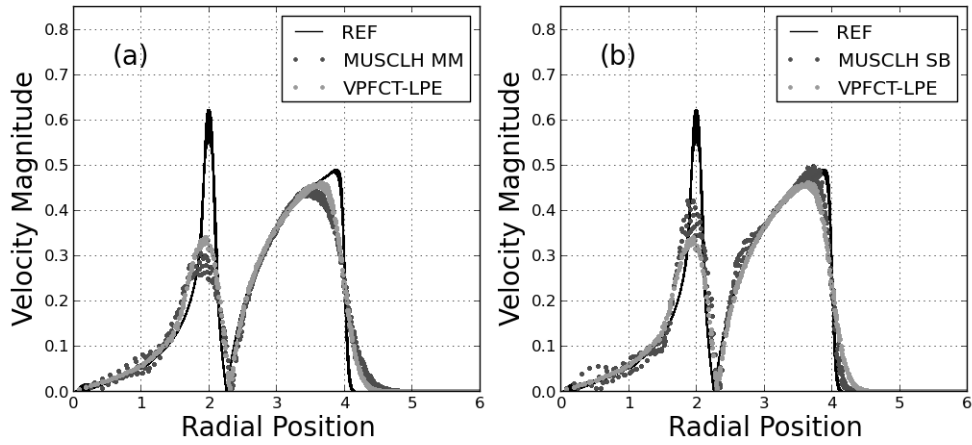 (a)
REF
MUSCLH MM
VPFCT-LPE
Velocity Magnitude
0.8
0.7
0.6
0.5
0.4
0.3
0.2
0.1
0.0
0 1 2 3 4 5 6
Radial Position
(b)
REF
MUSCLH SB
VPFCT-LPE
Velocity Magnitude
0.8
0.7
0.6
0.5
0.4
0.3
0.2
0.1
0.0
0 1 2 3 4 5 6
Radial Position